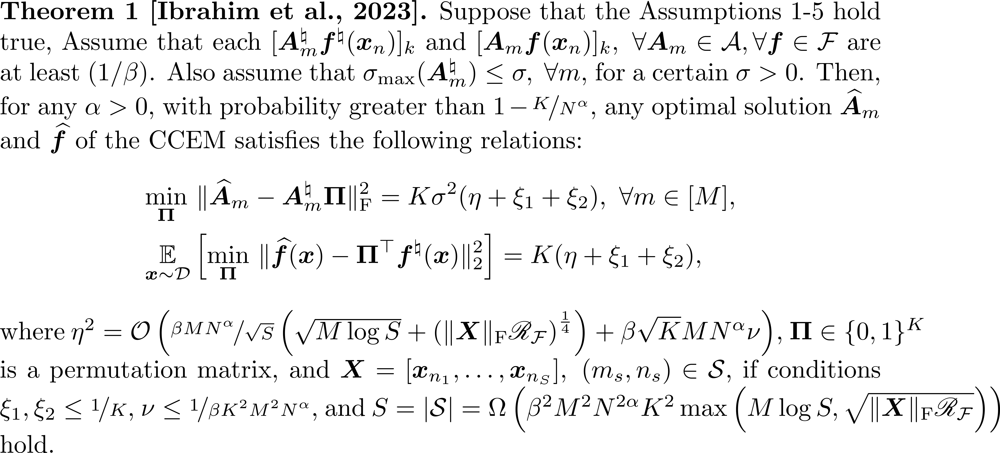 Theorem 1 [Ibrahim et al., 2023]. Suppose that the Assumptions 1-5 hold
true, Assume that each $[\boldsymbol{A}_m^{\natural} \boldsymbol{f}^{\natural}(\boldsymbol{x}_n)]_k$ and $[\boldsymbol{A}_m \boldsymbol{f}(\boldsymbol{x}_n)]_k$, $\forall \boldsymbol{A}_m \in \mathcal{A}, \forall \boldsymbol{f} \in \mathcal{F}$ are
at least $(1/\beta)$. Also assume that $\sigma_{\max}(\boldsymbol{A}_m^{\natural}) \leq \sigma$, $\forall m$, for a certain $\sigma > 0$. Then,
for any $\alpha > 0$, with probability greater than $1 - {}^{K}/_{N^{\alpha}}$, any optimal solution $\widehat{\boldsymbol{A}}_m$
and $\widehat{\boldsymbol{f}}$ of the CCEM satisfies the following relations:
$\min_{\boldsymbol{\Pi}} \|\widehat{\boldsymbol{A}}_m - \boldsymbol{A}_m^{\natural} \boldsymbol{\Pi}\|_{\mathrm{F}}^2 = K\sigma^2(\eta + \xi_1 + \xi_2), \ \forall m \in [M],$
$\mathbb{E}_{\boldsymbol{x} \sim \mathcal{D}} \left[ \min_{\boldsymbol{\Pi}} \|\widehat{\boldsymbol{f}}(\boldsymbol{x}) - \boldsymbol{\Pi}^{\top} \boldsymbol{f}^{\natural}(\boldsymbol{x})\|_2^2 \right] = K(\eta + \xi_1 + \xi_2),$
where $\eta^2 = \mathcal{O}\left( {}^{\beta M N^{\alpha}}/_{\sqrt{S}} \left( \sqrt{M \log S} + (\|\boldsymbol{X}\|_{\mathrm{F}} \mathscr{R}_{\mathcal{F}})^{\frac{1}{4}} \right) + \beta \sqrt{K} M N^{\alpha} \nu \right), \boldsymbol{\Pi} \in \{0, 1\}^K$
is a permutation matrix, and $\boldsymbol{X} = [\boldsymbol{x}_{n_1}, \ldots, \boldsymbol{x}_{n_S}], \ (m_s, n_s) \in \mathcal{S}$, if conditions
$\xi_1, \xi_2 \leq {}^{1}/_{K}$, $\nu \leq {}^{1}/_{\beta K^2 M^2 N^{\alpha}}$, and $S = |\mathcal{S}| = \Omega\left( \beta^2 M^2 N^{2\alpha} K^2 \max\left( M \log S, \sqrt{\|\boldsymbol{X}\|_{\mathrm{F}} \mathscr{R}_{\mathcal{F}}} \right) \right)$
hold.